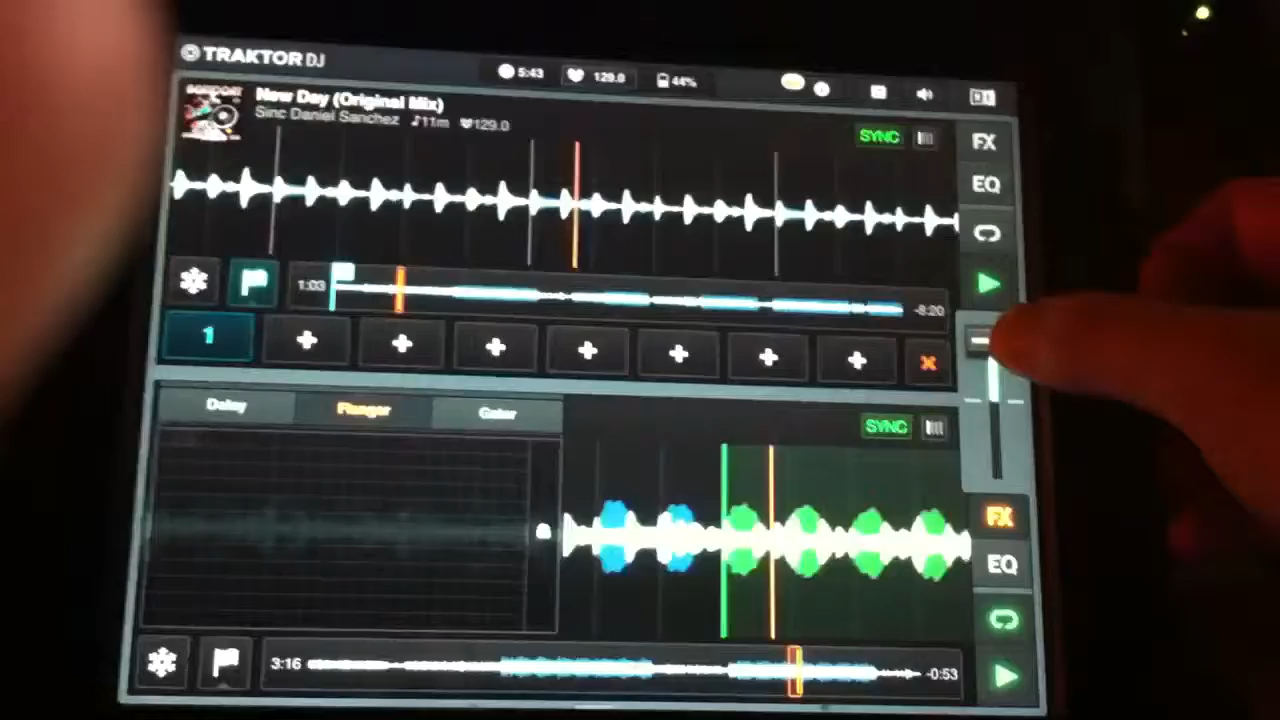 TRAKTOR DJ
5:43 129.0 44%
New Day (Original Mix)
Sinc Daniel Sanchez ♪11m 129.0
SYNC
FX
EQ
1:03 -8:20
1 + + + + + + + x
Delay Flanger Gater
SYNC
FX
EQ
3:16 -0:53